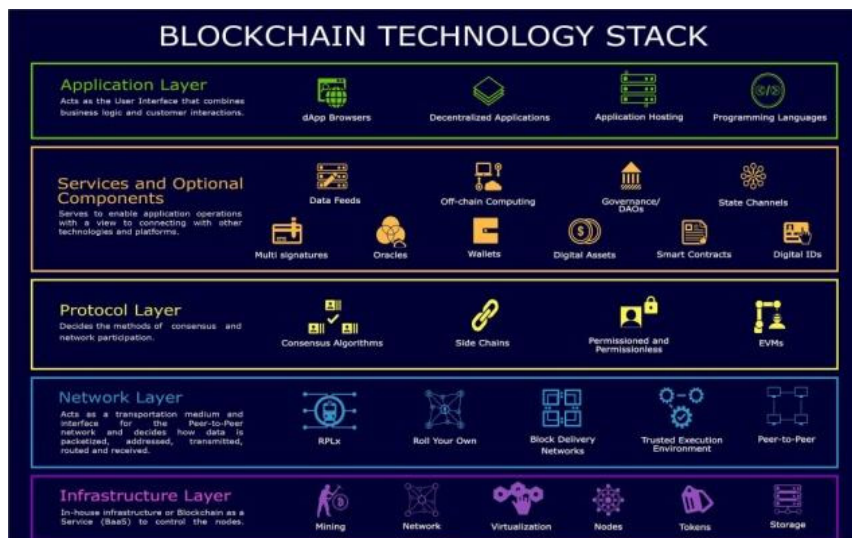 BLOCKCHAIN TECHNOLOGY STACK
Application Layer
Acts as the User Interface that combines
business logic and customer interactions.
dApp Browsers
Decentralized Applications
Application Hosting
Programming Languages
Services and Optional
Components
Serves to enable application operations
with a view to connecting with other
technologies and platforms.
Data Feeds
Off-chain Computing
Governance/
DAOs
State Channels
Multi signatures
Oracles
Wallets
Digital Assets
Smart Contracts
Digital IDs
Protocol Layer
Decides the methods of consensus and
network participation.
Consensus Algorithms
Side Chains
Permissioned and
Permissionless
EVMs
Network Layer
Acts as a transportation medium and
interface for the Peer-to-Peer
network and decides how data is
packetized, addressed, transmitted,
routed and received.
RPLx
Roll Your Own
Block Delivery
Networks
Trusted Execution
Environment
Peer-to-Peer
Infrastructure Layer
In-house infrastructure or Blockchain as a
Service (BaaS) to control the nodes.
Mining
Network
Virtualization
Nodes
Tokens
Storage